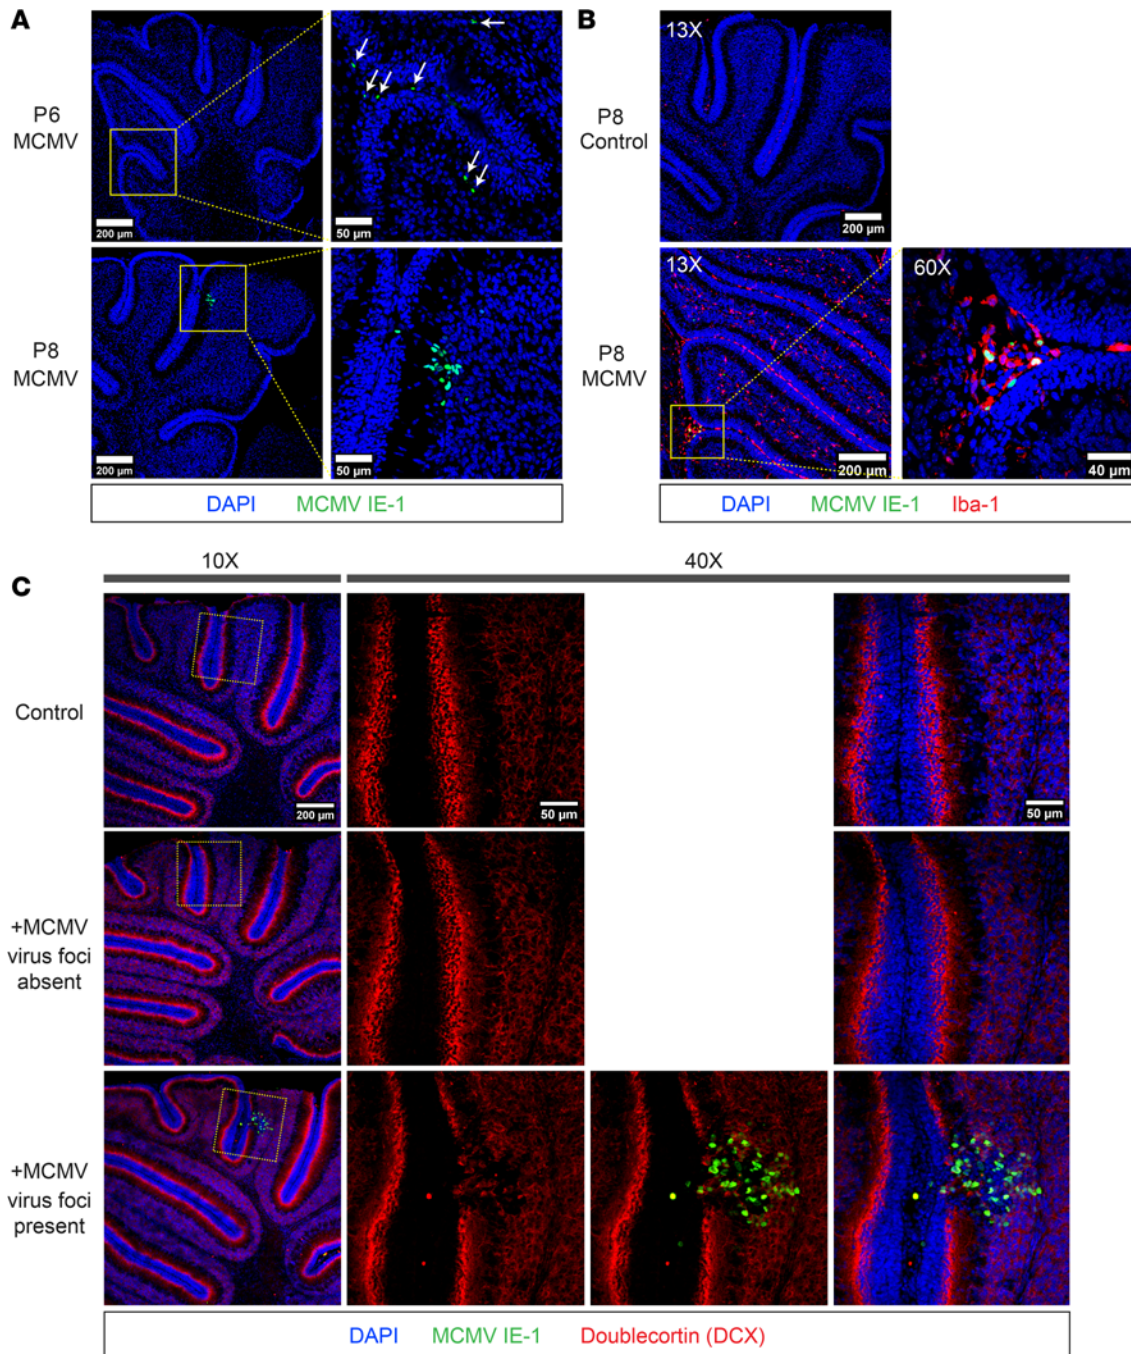 A
P6
MCMV
200 µm
50 µm
P8
MCMV
200 µm
50 µm
DAPI MCMV IE-1
B
13X
P8
Control
200 µm
13X
60X
P8
MCMV
200 µm
40 µm
DAPI MCMV IE-1 Iba-1
C
10X 40X
Control
200 µm
50 µm
50 µm
+MCMV
virus foci
absent
+MCMV
virus foci
present
DAPI MCMV IE-1 Doublecortin (DCX)